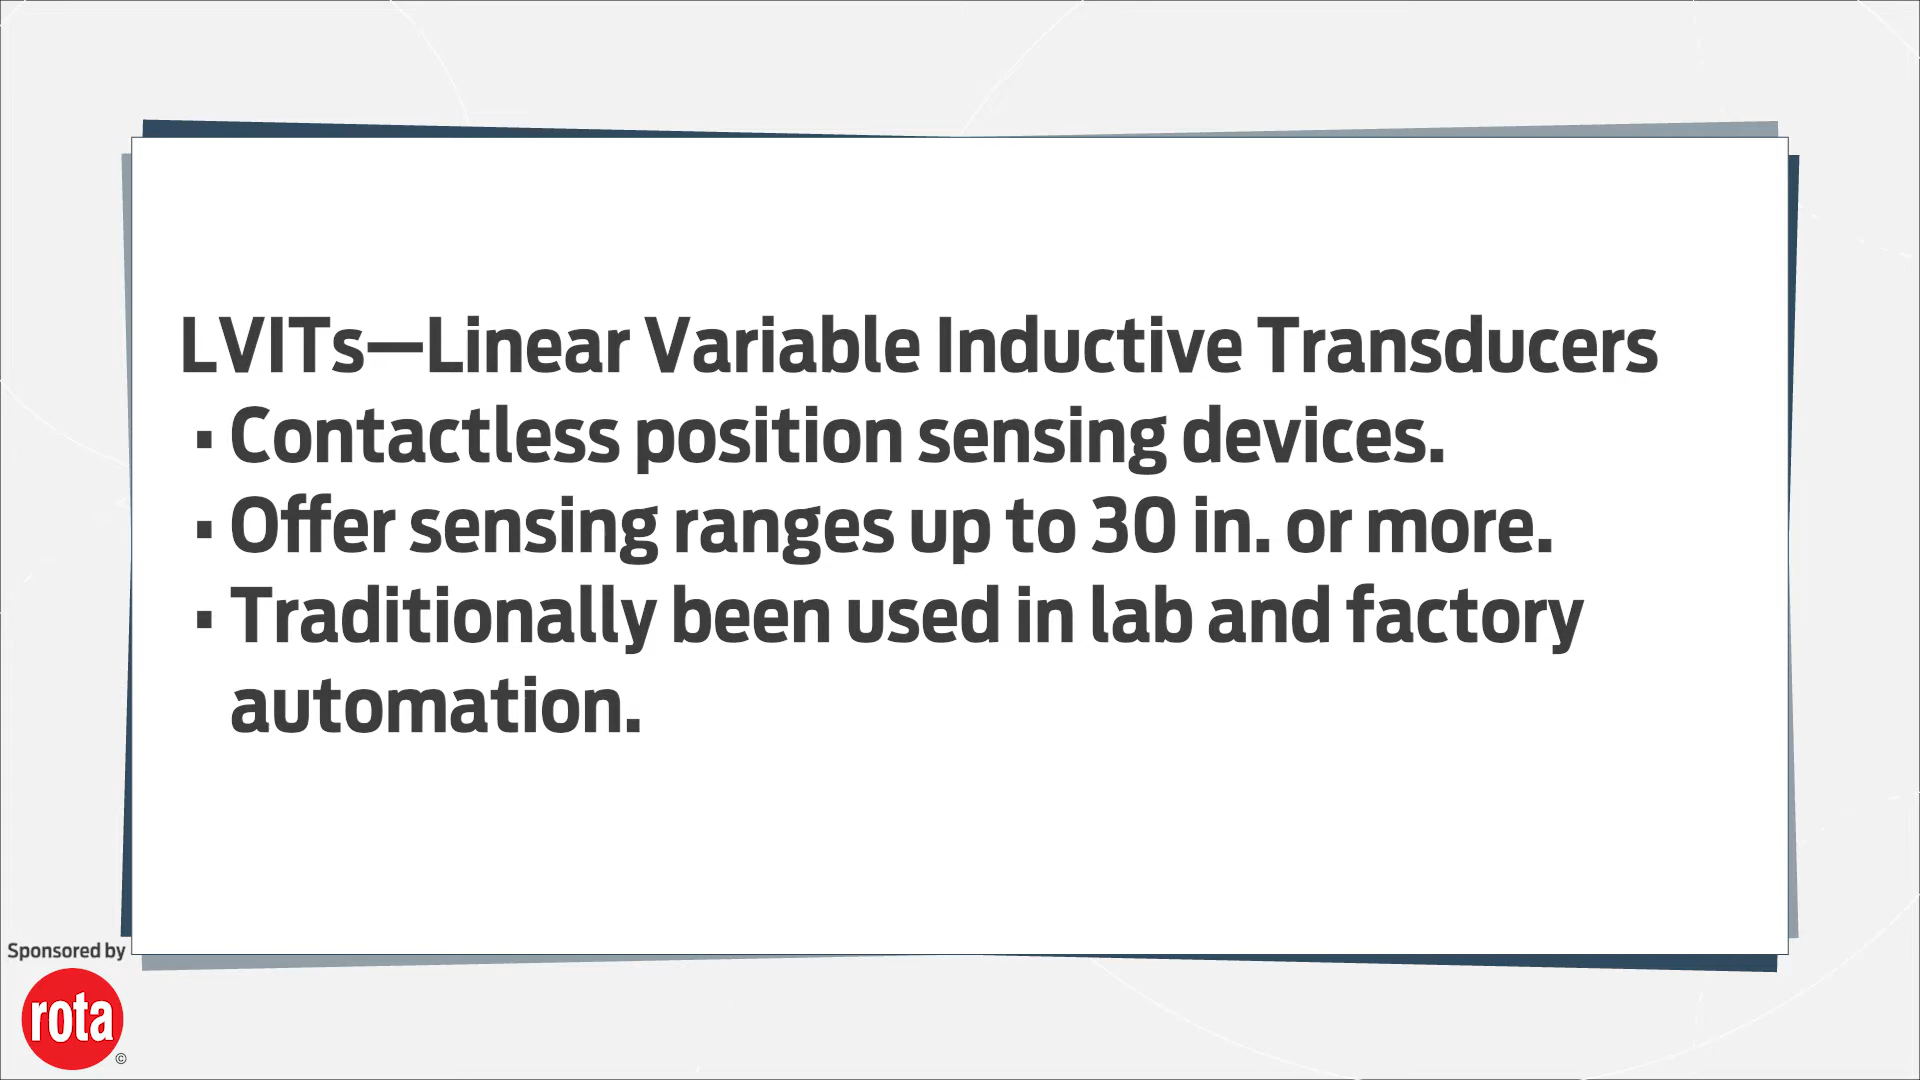 LVITs—Linear Variable Inductive Transducers
▪ Contactless position sensing devices.
▪ Offer sensing ranges up to 30 in. or more.
▪ Traditionally been used in lab and factory
automation.
Sponsored by
rota
©